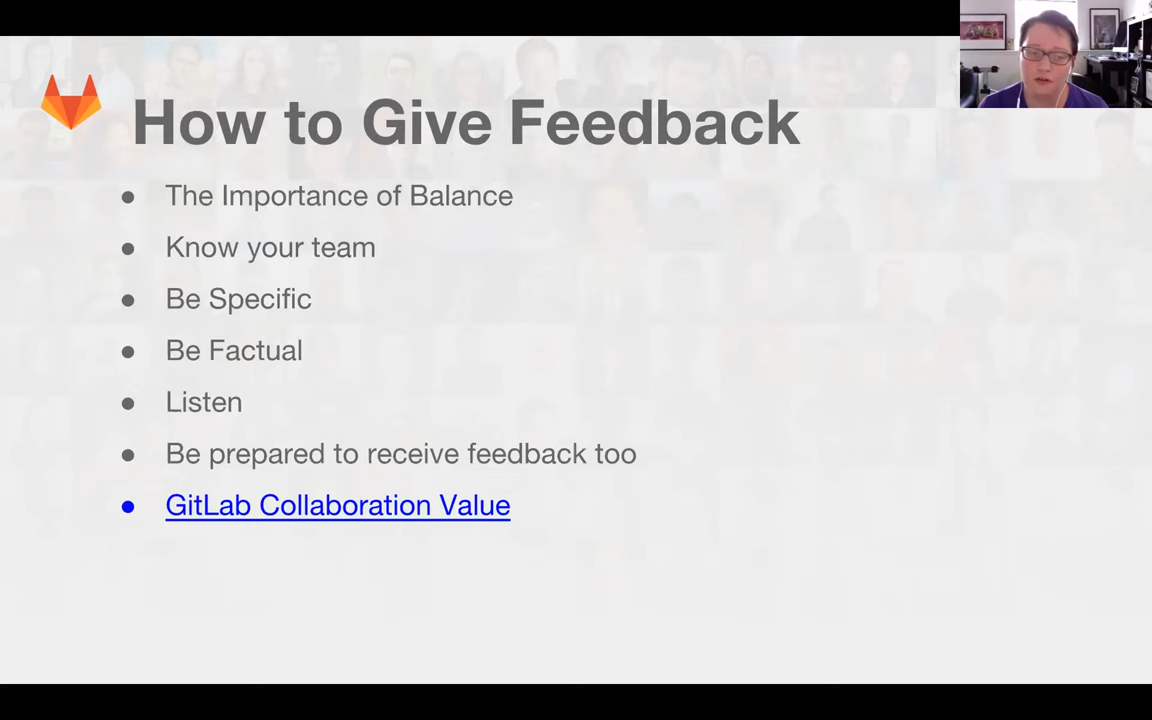 How to Give Feedback
● The Importance of Balance
● Know your team
● Be Specific
● Be Factual
● Listen
● Be prepared to receive feedback too
● GitLab Collaboration Value